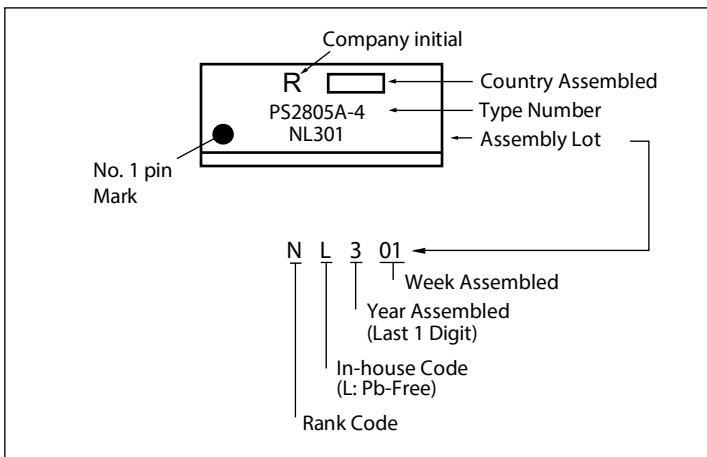 Company initial
R
Country Assembled
PS2805A-4
Type Number
NL301
Assembly Lot
No. 1 pin
Mark
N L 3 01
Week Assembled
Year Assembled
(Last 1 Digit)
In-house Code
(L: Pb-Free)
Rank Code